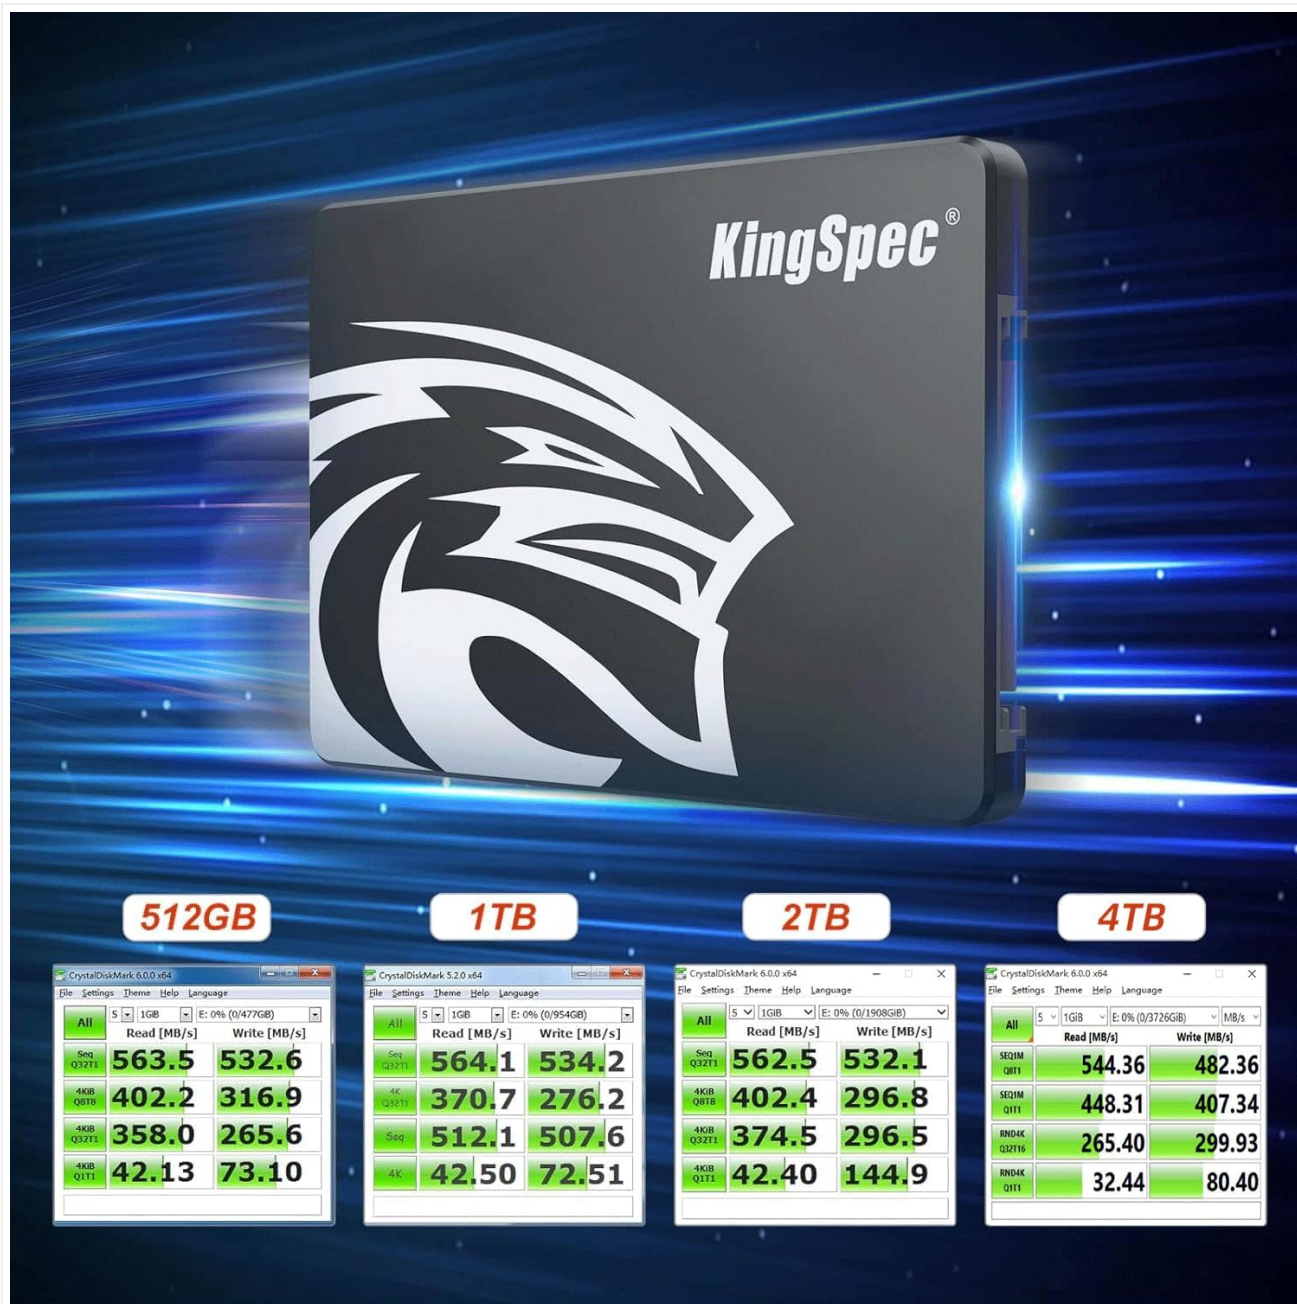 KingSpec®
512GB
1TB
2TB
4TB
CrystalDiskMark 6.0.0 x64
File Settings Theme Help Language
All 5 1GiB E: 0% (0/477GiB)
Read [MB/s] Write [MB/s]
Seq Q32T1 563.5 532.6
4KiB Q8T8 402.2 316.9
4KiB Q32T1 358.0 265.6
4KiB Q1T1 42.13 73.10
CrystalDiskMark 5.2.0 x64
File Settings Theme Help Language
All 5 1GiB E: 0% (0/954GiB)
Read [MB/s] Write [MB/s]
Seq Q32T1 564.1 534.2
4K Q32T1 370.7 276.2
Seq 512.1 507.6
4K 42.50 72.51
CrystalDiskMark 6.0.0 x64
File Settings Theme Help Language
All 5 1GiB E: 0% (0/1908GiB)
Read [MB/s] Write [MB/s]
Seq Q32T1 562.5 532.1
4KiB Q8T8 402.4 296.8
4KiB Q32T1 374.5 296.5
4KiB Q1T1 42.40 144.9
CrystalDiskMark 6.0.0 x64
File Settings Theme Help Language
All 5 1GiB E: 0% (0/3726GiB) MB/s
Read [MB/s] Write [MB/s]
SEQ1M Q8T1 544.36 482.36
SEQ1M Q1T1 448.31 407.34
RND4K Q32T16 265.40 299.93
RND4K Q1T1 32.44 80.40